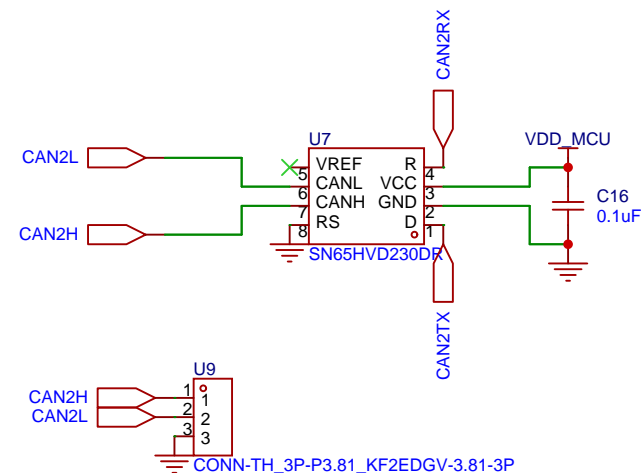 CAN2RX
U7
VDD_MCU
CAN2L
VREF R
5 4
CANL VCC
6 3
CANH GND
7 2
RS D
8 1
C16
0.1uF
CAN2H
SN65HVD230DR
CAN2TX
U9
CAN2H 1 1
CAN2L 2 2
3 3
CONN-TH_3P-P3.81_KF2EDGV-3.81-3P